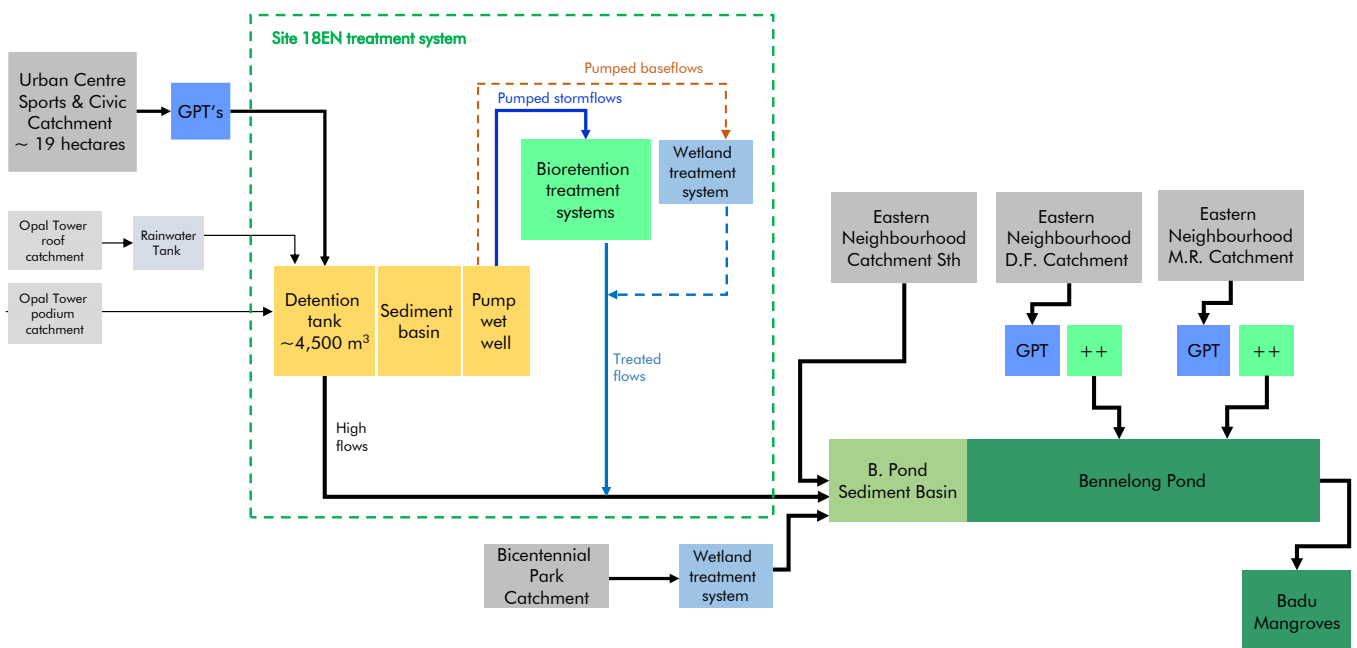 Site 18EN treatment system
Urban Centre
Sports & Civic
Catchment
~ 19 hectares
GPT's
Pumped baseflows
Pumped stormflows
Bioretention
treatment
systems
Wetland
treatment
system
Opal Tower
roof
catchment
Rainwater
Tank
Opal Tower
podium
catchment
Detention
tank
~4,500 m³
Sediment
basin
Pump
wet
well
Treated
flows
High
flows
Eastern
Neighbourhood
Catchment Sth
Eastern
Neighbourhood
D.F. Catchment
Eastern
Neighbourhood
M.R. Catchment
GPT
++
GPT
++
B. Pond
Sediment Basin
Bennelong Pond
Bicentennial
Park
Catchment
Wetland
treatment
system
Badu
Mangroves